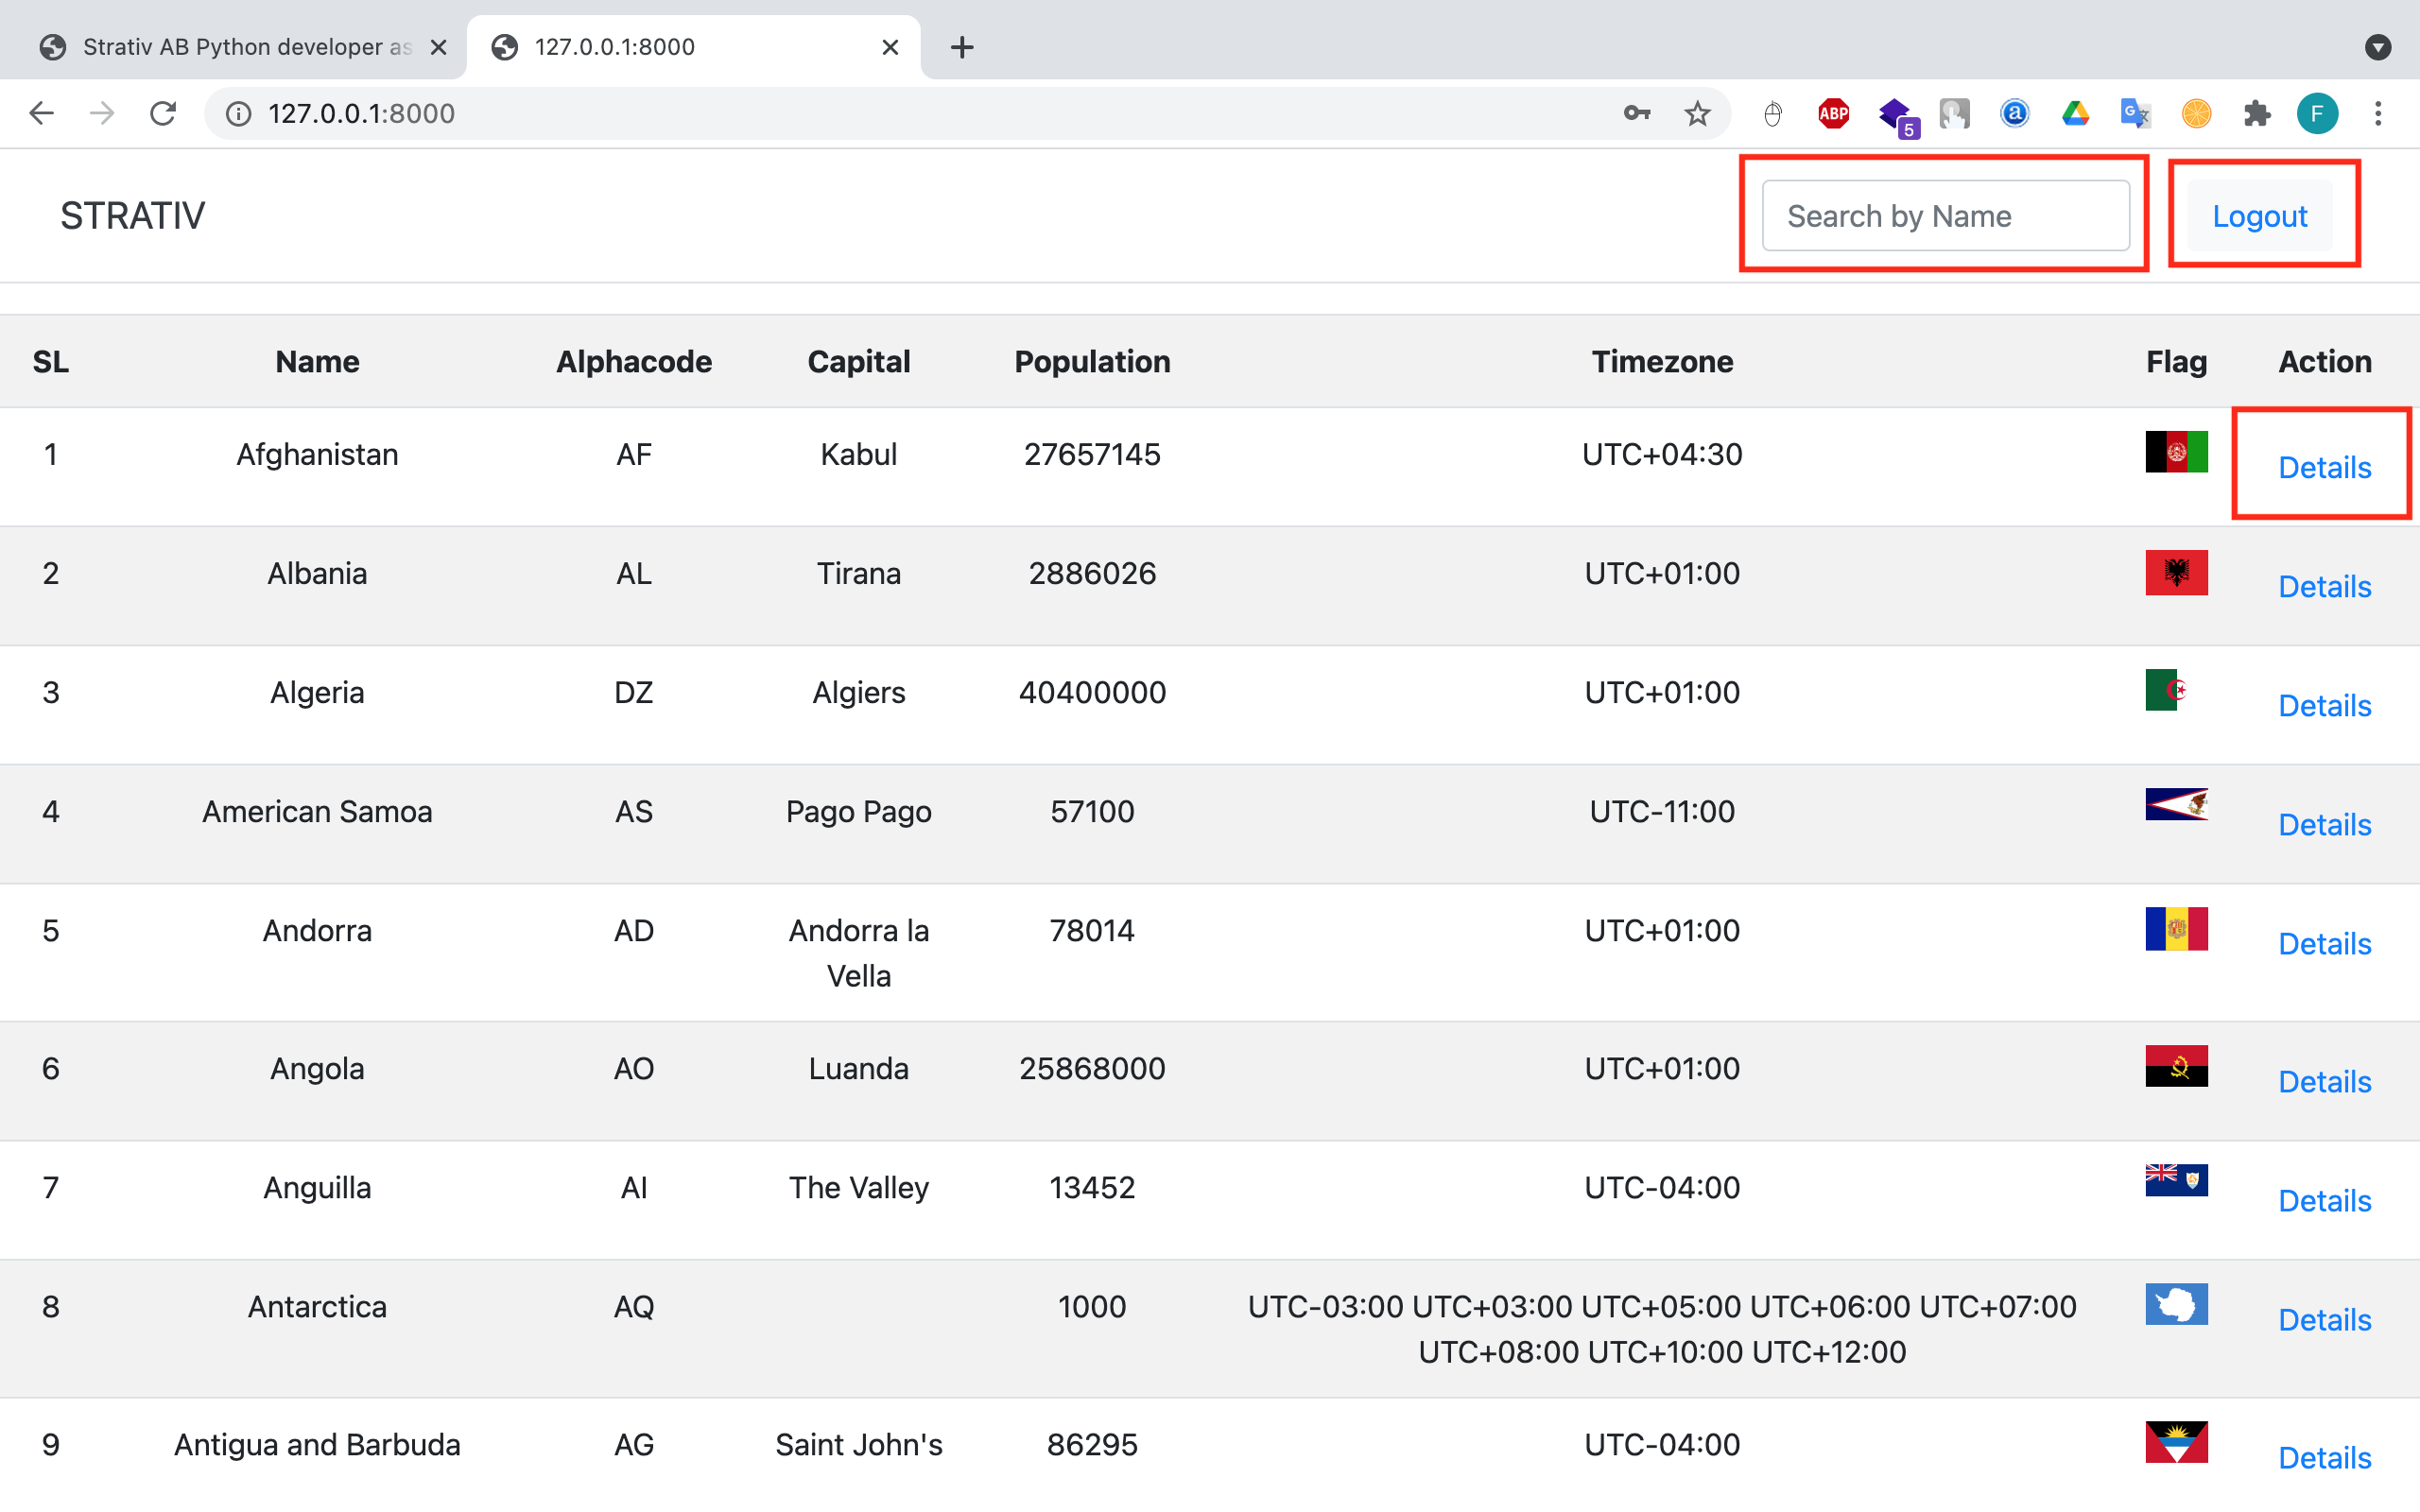 Strativ AB Python developer as
127.0.0.1:8000
127.0.0.1:8000
ABP
5
a
G
F
STRATIV
Search by Name
Logout
SL Name Alphacode Capital Population Timezone Flag Action
1 Afghanistan AF Kabul 27657145 UTC+04:30 Details
2 Albania AL Tirana 2886026 UTC+01:00 Details
3 Algeria DZ Algiers 40400000 UTC+01:00 Details
4 American Samoa AS Pago Pago 57100 UTC-11:00 Details
5 Andorra AD Andorra la 78014 UTC+01:00 Details
Vella
6 Angola AO Luanda 25868000 UTC+01:00 Details
7 Anguilla AI The Valley 13452 UTC-04:00 Details
8 Antarctica AQ 1000 UTC-03:00 UTC+03:00 UTC+05:00 UTC+06:00 UTC+07:00 Details
UTC+08:00 UTC+10:00 UTC+12:00
9 Antigua and Barbuda AG Saint John's 86295 UTC-04:00 Details